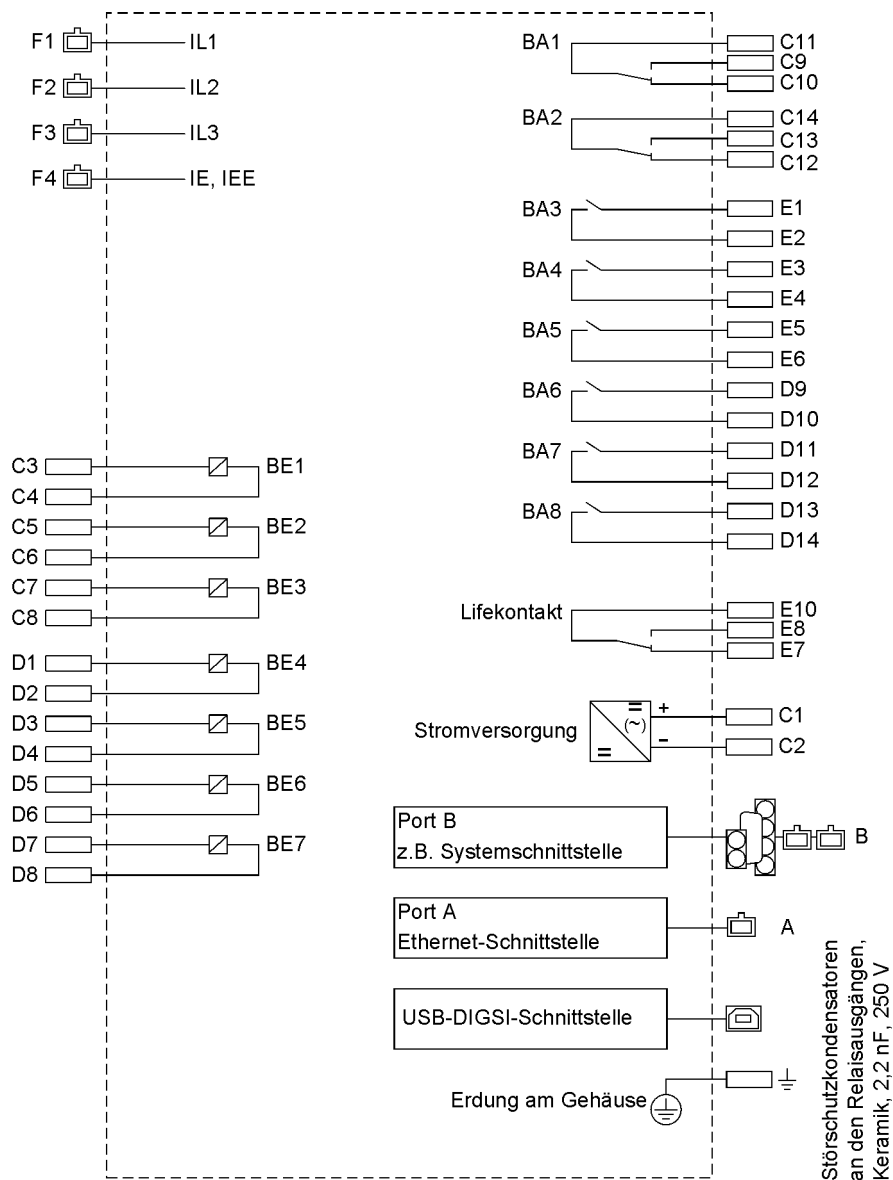 F1 IL1
F2 IL2
F3 IL3
F4 IE, IEE
C3 BE1
C4
C5 BE2
C6
C7 BE3
C8
D1 BE4
D2
D3 BE5
D4
D5 BE6
D6
D7 BE7
D8
BA1 C11
C9
C10
BA2 C14
C13
C12
BA3 E1
E2
BA4 E3
E4
BA5 E5
E6
BA6 D9
D10
BA7 D11
D12
BA8 D13
D14
Lifekontakt E10
E8
E7
Stromversorgung = (~) = + C1
- C2
Port B
z.B. Systemschnittstelle B
Port A A
Ethernet-Schnittstelle
USB-DIGSI-Schnittstelle
Erdung am Gehäuse
Störschutzkondensatoren
an den Relaisausgängen,
Keramik, 2,2 nF, 250 V